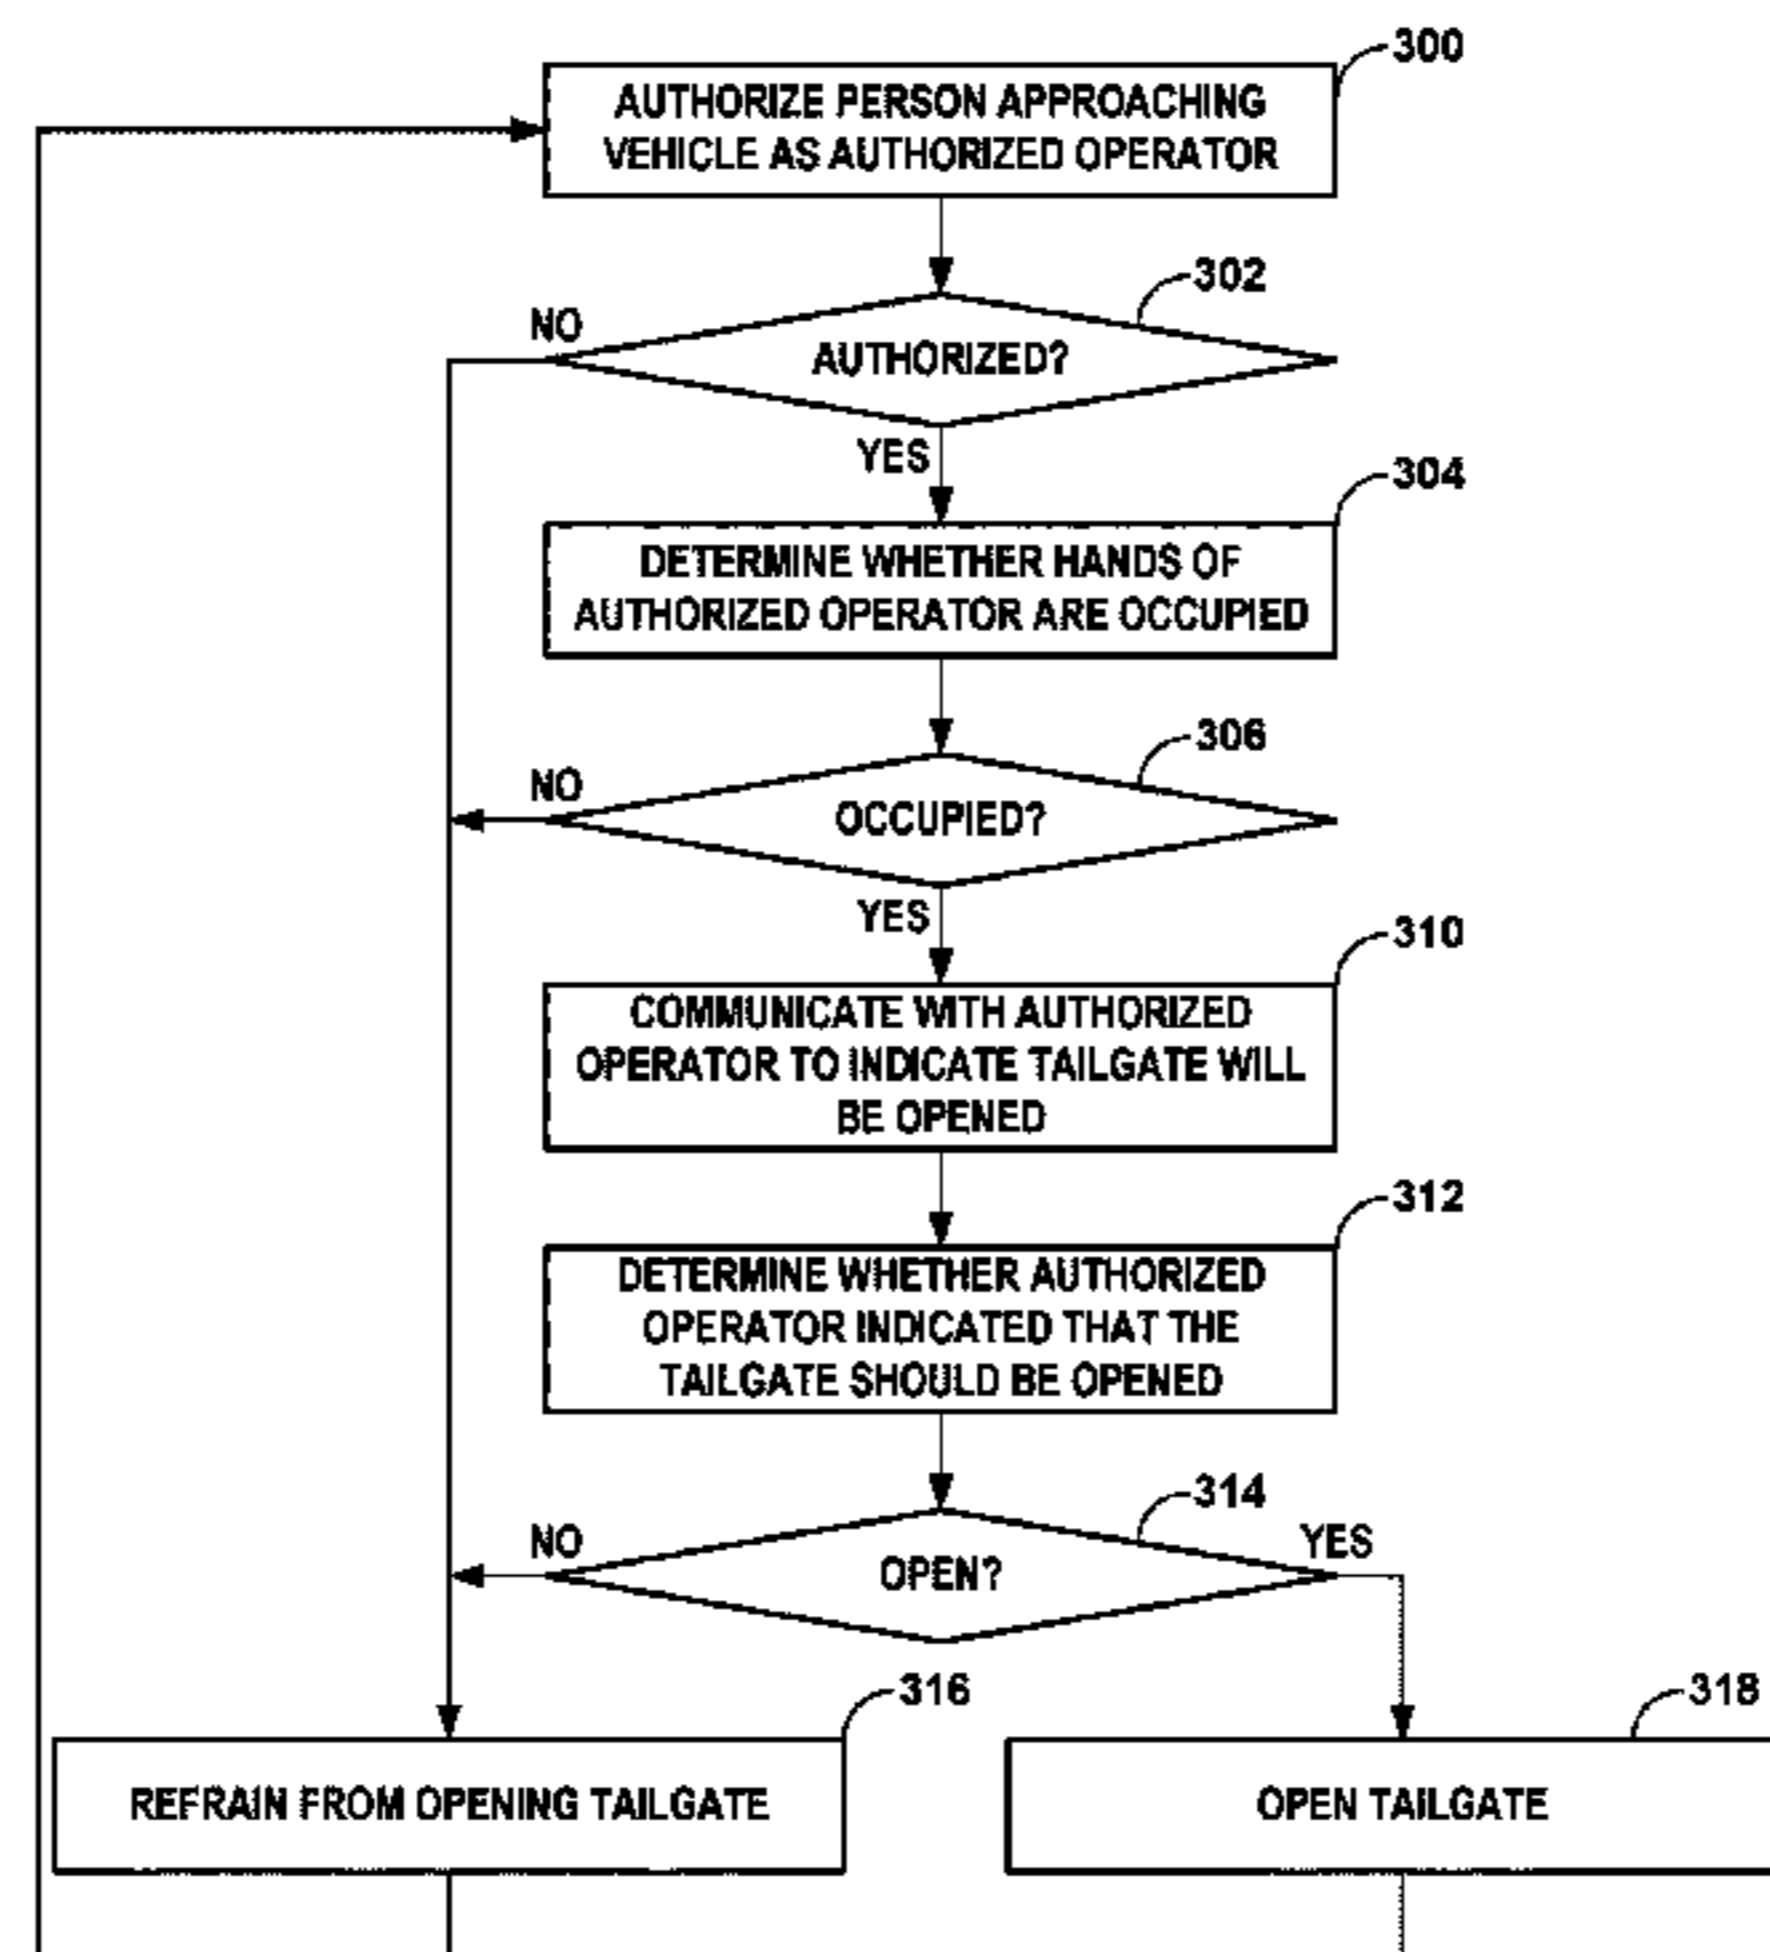 300
AUTHORIZE PERSON APPROACHING
VEHICLE AS AUTHORIZED OPERATOR
302
NO
AUTHORIZED?
YES
304
DETERMINE WHETHER HANDS OF
AUTHORIZED OPERATOR ARE OCCUPIED
306
NO
OCCUPIED?
YES
310
COMMUNICATE WITH AUTHORIZED
OPERATOR TO INDICATE TAILGATE WILL
BE OPENED
312
DETERMINE WHETHER AUTHORIZED
OPERATOR INDICATED THAT THE
TAILGATE SHOULD BE OPENED
314
NO
YES
OPEN?
316
318
REFRAIN FROM OPENING TAILGATE
OPEN TAILGATE